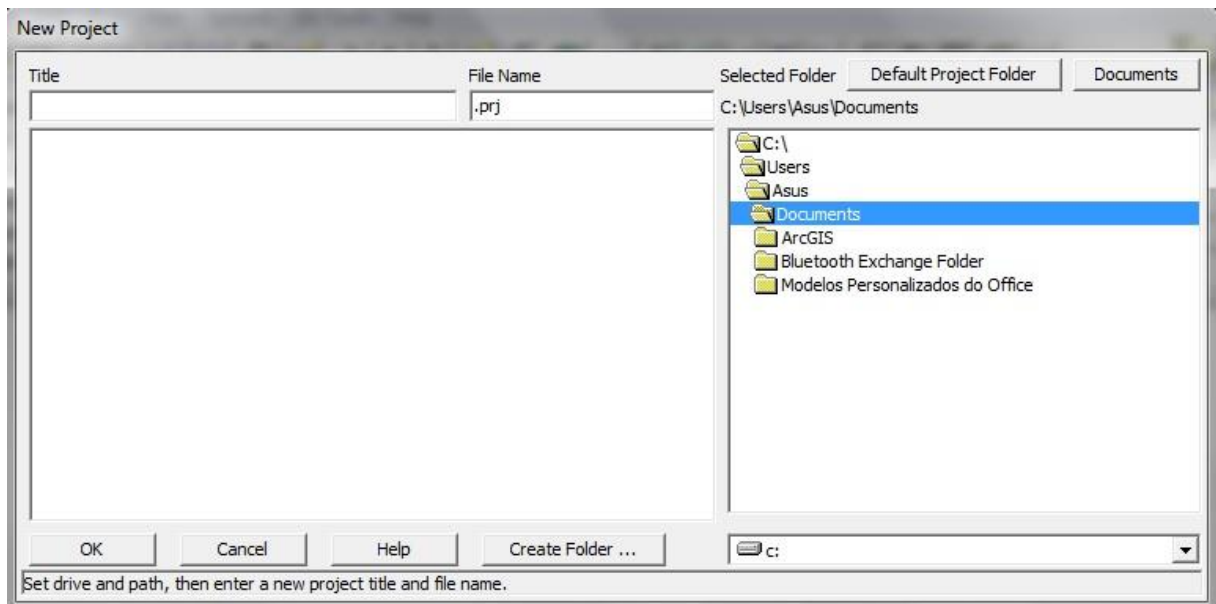 New Project
Title
File Name
Selected Folder
Default Project Folder
Documents
.prj
C:\Users\Asus\Documents
C:\
Users
Asus
Documents
ArcGIS
Bluetooth Exchange Folder
Modelos Personalizados do Office
OK
Cancel
Help
Create Folder ...
c:
Set drive and path, then enter a new project title and file name.